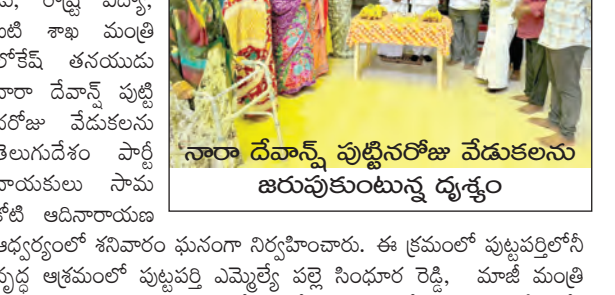 రాష్ట్ర విద్యా,
ఐటి శాఖ మంత్రి
లోకేష్ తనయుడు
నారా దేవాన్ష్ పుట్టి
నరోజు వేడుకలను
తెలుగుదేశం పార్టీ
నాయకులు సామ
కోటి ఆదినారాయణ
నారా దేవాన్ష్ పుట్టినరోజు వేడుకలను
జరుపుకుంటున్న దృశ్యం
ఆధ్వర్యంలో శనివారం ఘనంగా నిర్వహించారు. ఈ క్రమంలో పుట్టపర్తిలోని
వృద్ధ ఆశ్రమంలో పుట్టపర్తి ఎమ్మెల్యే పల్లె సింధూర రెడ్డి, మాజీ మంత్రి